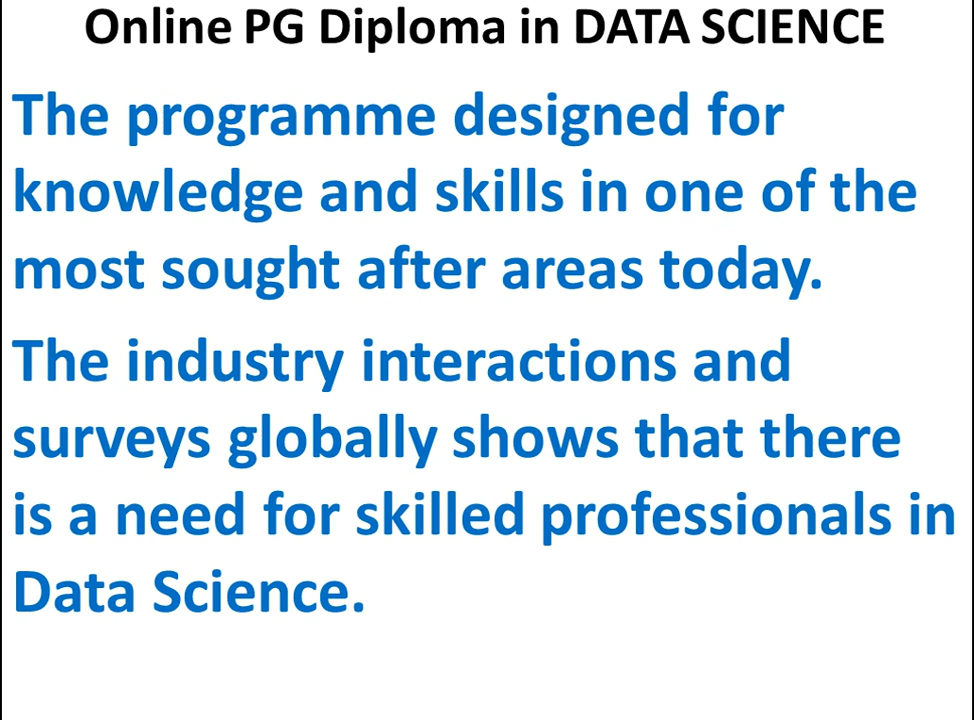 Online PG Diploma in DATA SCIENCE
The programme designed for
knowledge and skills in one of the
most sought after areas today.
The industry interactions and
surveys globally shows that there
is a need for skilled professionals in
Data Science.